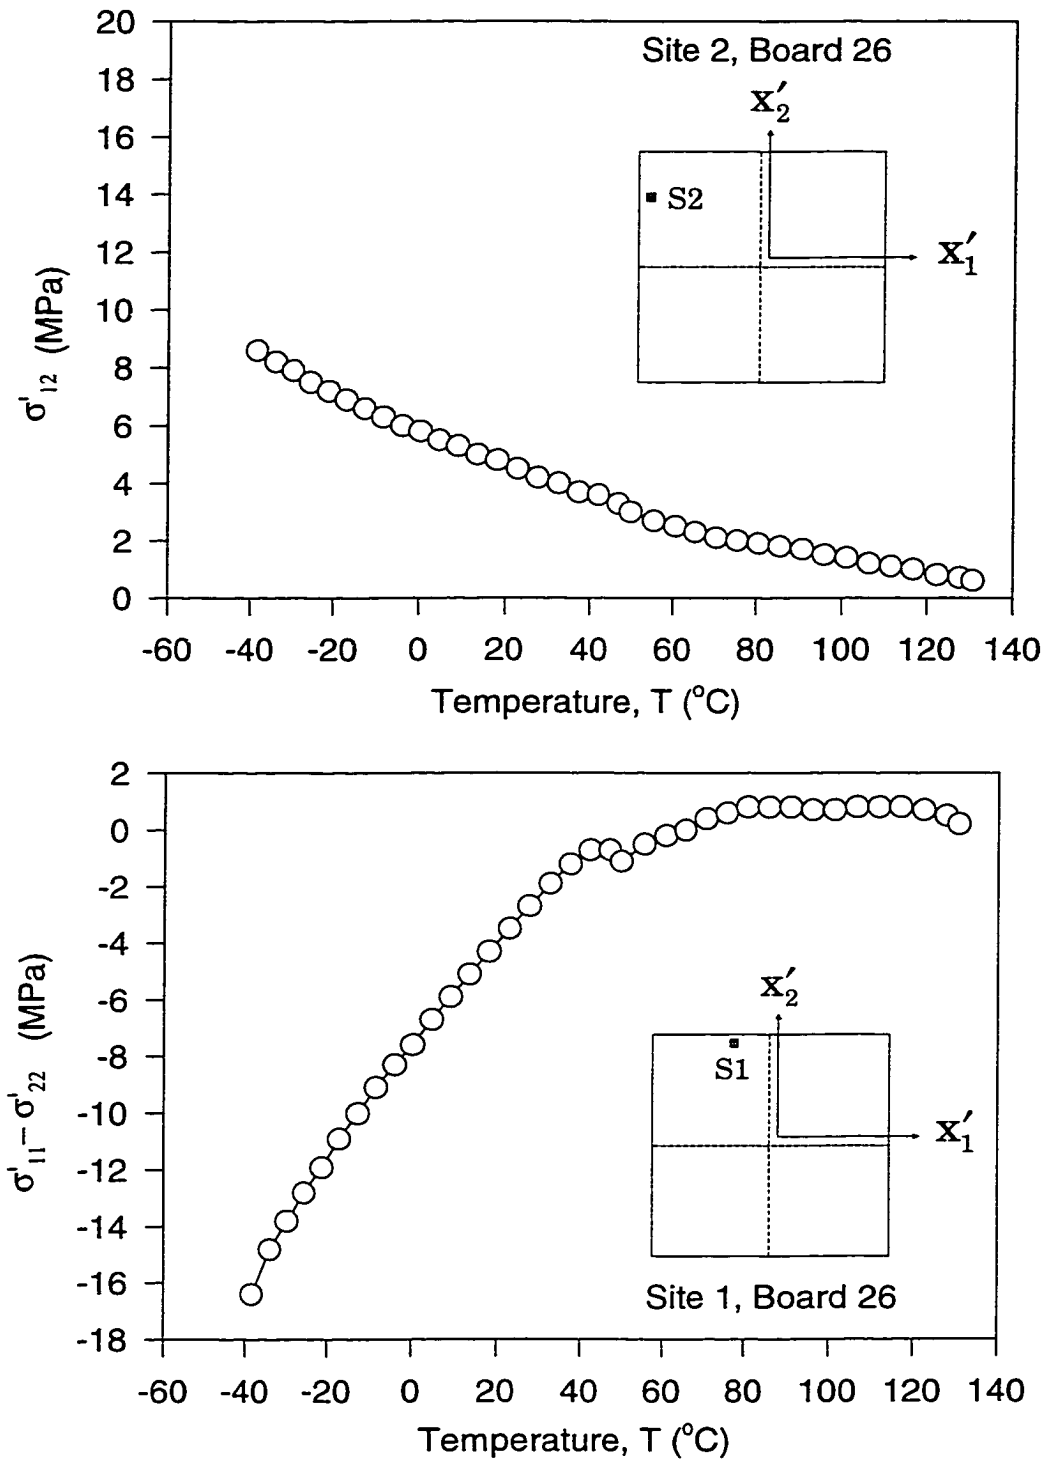 20
Site 2, Board 26
18
X′2
16
14
S2
12
X′1
10
8
6
4
2
0
σ'12 (MPa)
-60 -40 -20 0 20 40 60 80 100 120 140
Temperature, T (°C)
2
0
-2
-4
-6
X′2
-8
S1
-10
X′1
-12
-14
-16
Site 1, Board 26
-18
σ'11−σ'22 (MPa)
-60 -40 -20 0 20 40 60 80 100 120 140
Temperature, T (°C)